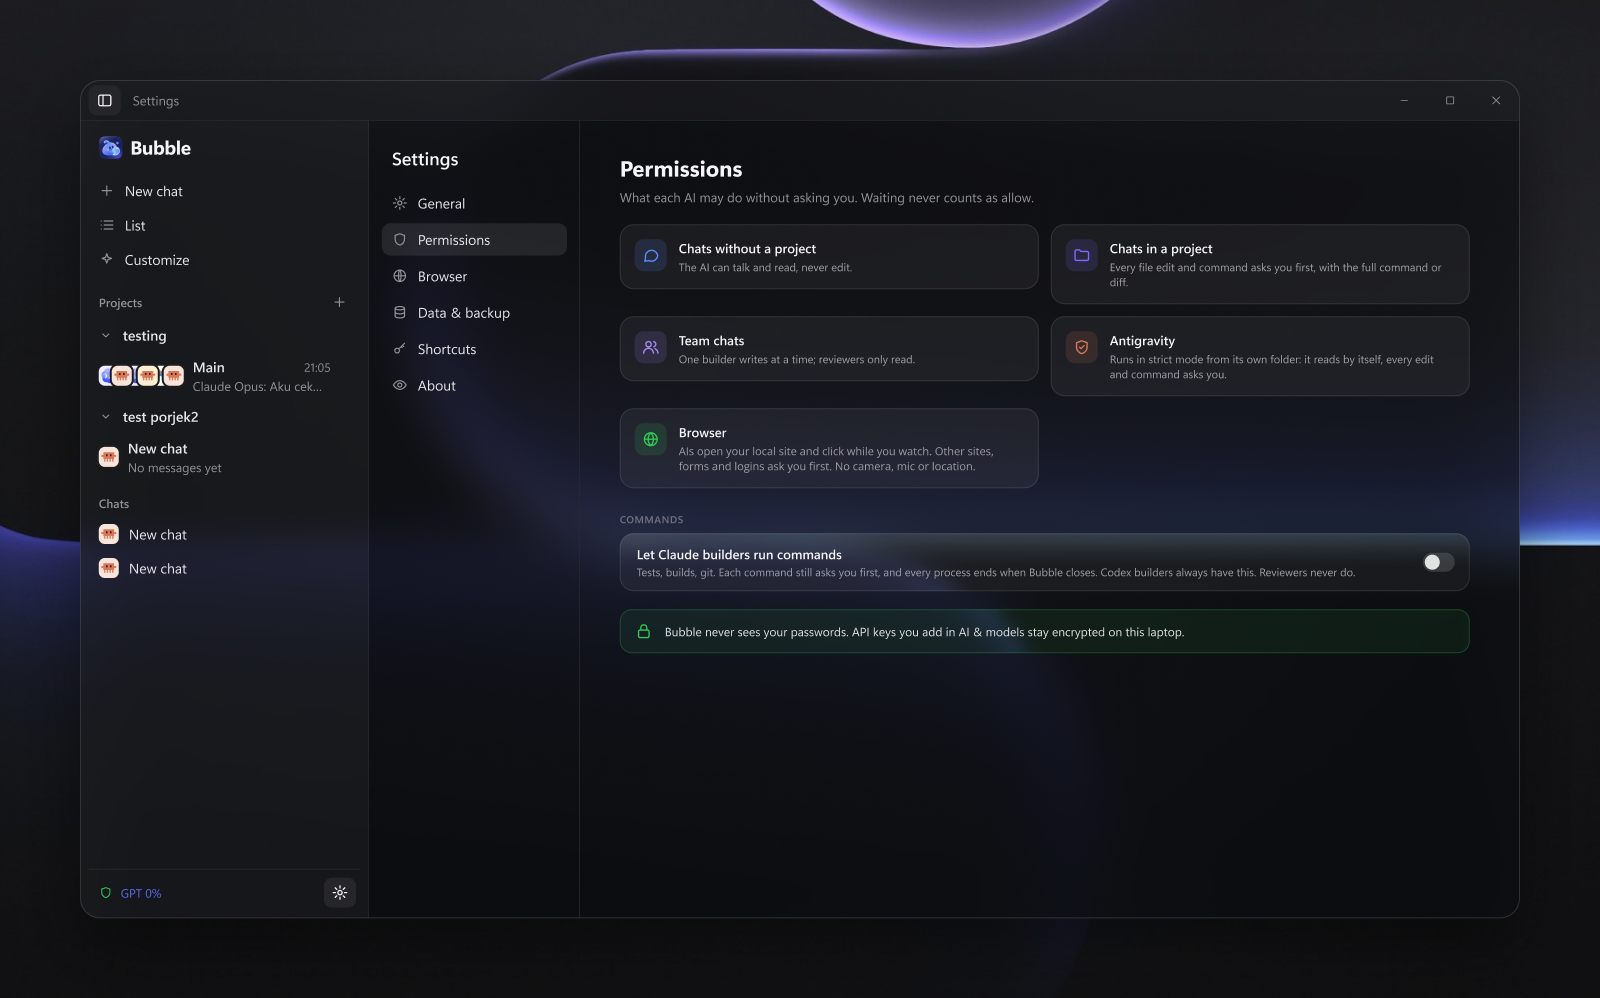 Settings
Bubble
New chat
List
Customize
Projects
testing
Main 21:05
Claude Opus: Aku cek...
test porjek2
New chat
No messages yet
Chats
New chat
New chat
GPT 0%
Settings
General
Permissions
Browser
Data & backup
Shortcuts
About
Permissions
What each AI may do without asking you. Waiting never counts as allow.
Chats without a project
The AI can talk and read, never edit.
Chats in a project
Every file edit and command asks you first, with the full command or
diff.
Team chats
One builder writes at a time; reviewers only read.
Antigravity
Runs in strict mode from its own folder: it reads by itself, every edit
and command asks you.
Browser
AIs open your local site and click while you watch. Other sites,
forms and logins ask you first. No camera, mic or location.
COMMANDS
Let Claude builders run commands
Tests, builds, git. Each command still asks you first, and every process ends when Bubble closes. Codex builders always have this. Reviewers never do.
Bubble never sees your passwords. API keys you add in AI & models stay encrypted on this laptop.